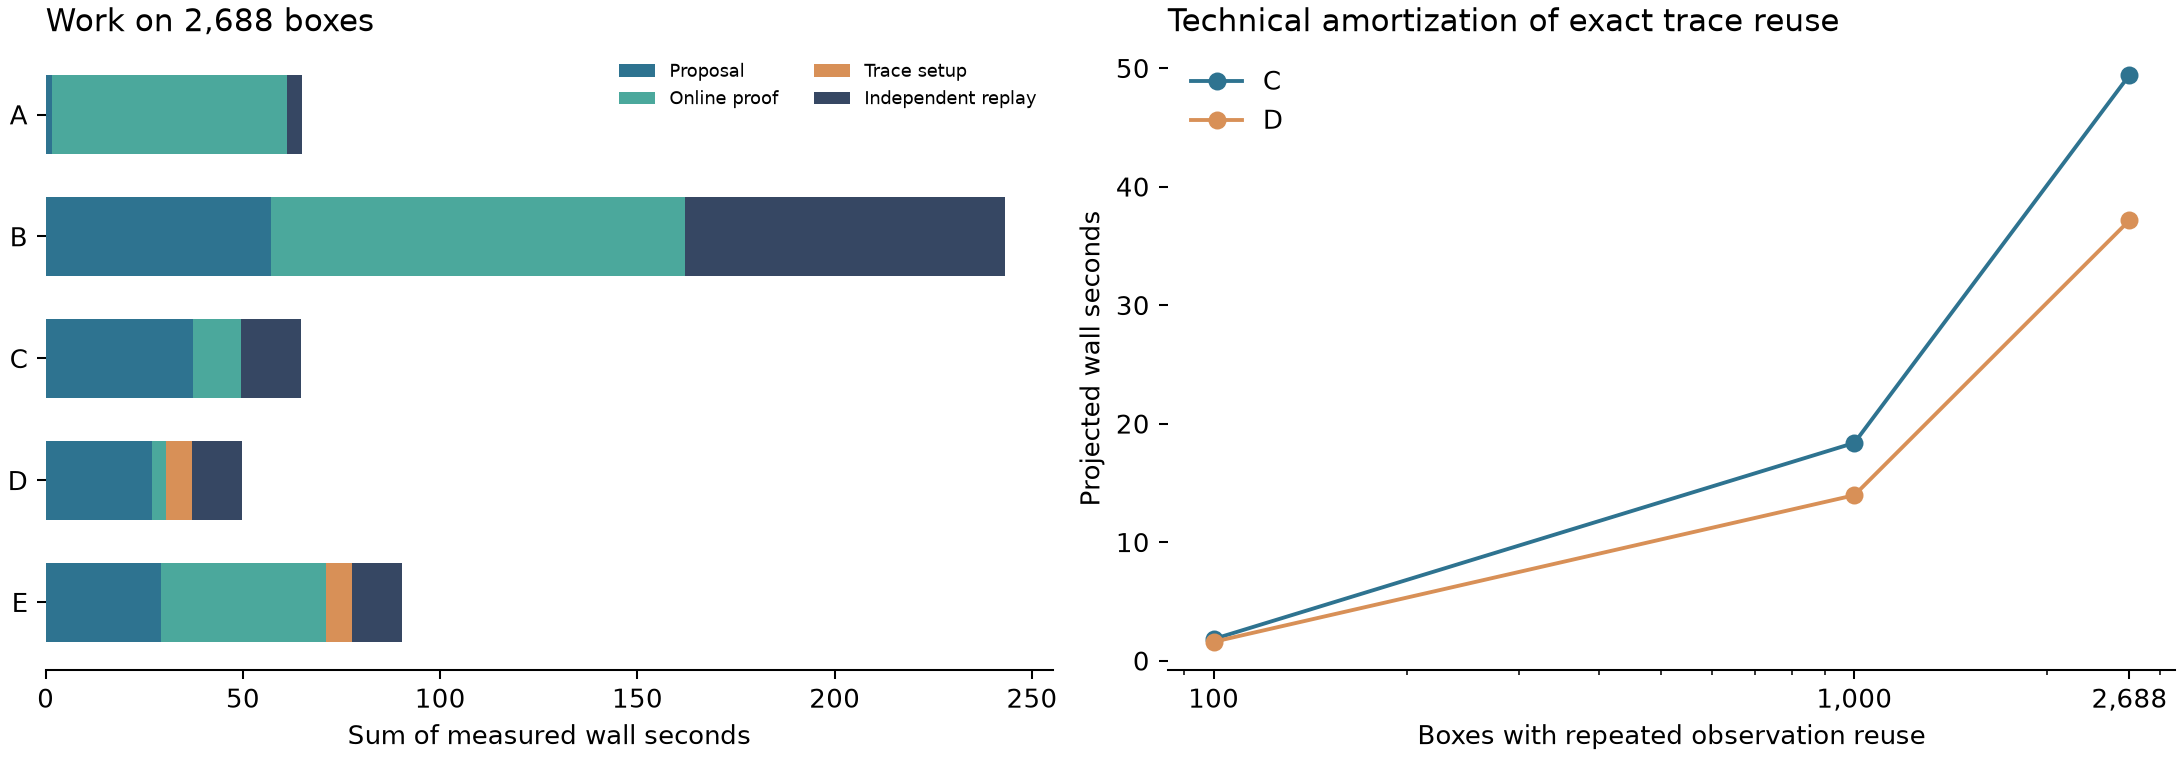 Work on 2,688 boxes
Proposal
Online proof
Trace setup
Independent replay
A
B
C
D
E
0 50 100 150 200 250
Sum of measured wall seconds
Technical amortization of exact trace reuse
C
D
50
40
30
20
10
0
Projected wall seconds
100 1,000 2,688
Boxes with repeated observation reuse